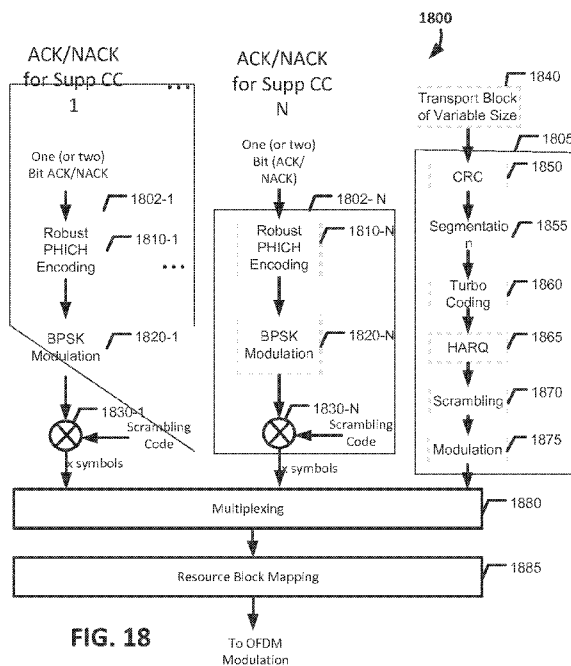 1800
ACK/NACK
for Supp CC
1
...
One (or two)
Bit ACK/NACK
1802-1
Robust
PHICH
Encoding
1810-1
...
BPSK
Modulation
1820-1
1830-1
Scrambling
Code
x symbols
ACK/NACK
for Supp CC
N
One (or two)
Bit (ACK/
NACK)
1802- N
Robust
PHICH
Encoding
1810-N
BPSK
Modulation
1820-N
1830-N
Scrambling
Code
x symbols
1840
Transport Block
of Variable Size
1805
CRC
1850
Segmentatio
n
1855
Turbo
Coding
1860
HARQ
1865
Scrambling
1870
Modulation
1875
Multiplexing
1880
Resource Block Mapping
1885
FIG. 18
To OFDM
Modulation